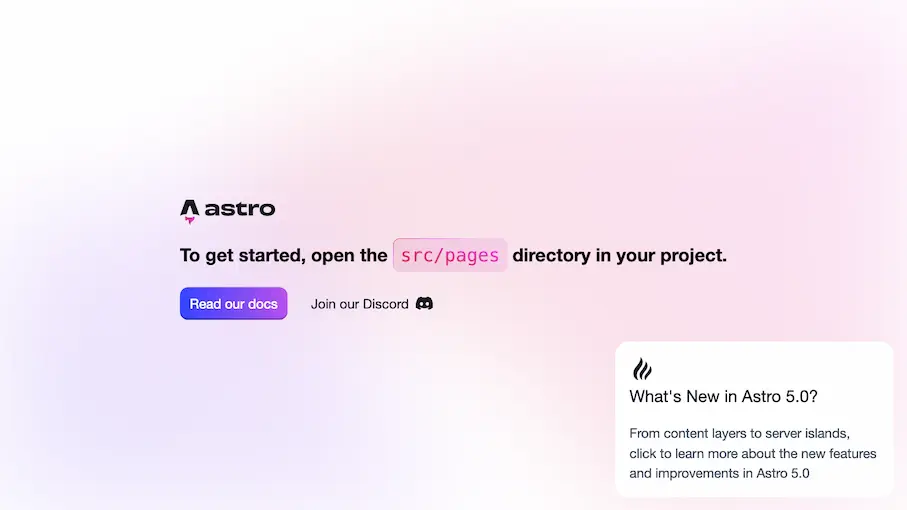 astro
To get started, open the src/pages directory in your project.
Read our docs
Join our Discord
What's New in Astro 5.0?
From content layers to server islands,
click to learn more about the new features
and improvements in Astro 5.0